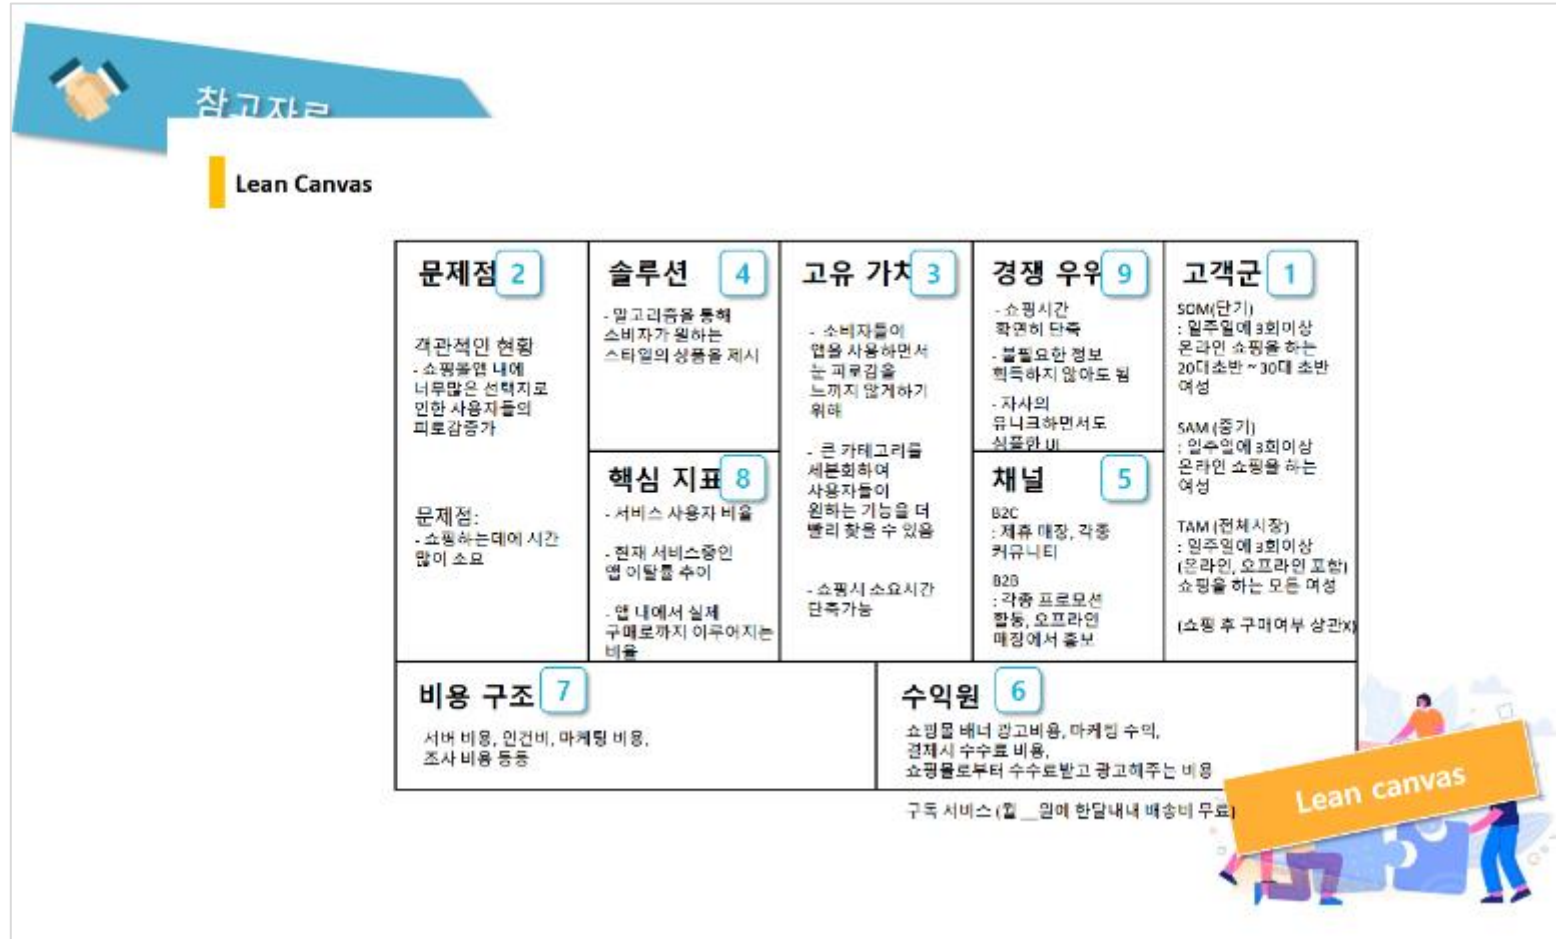 참고자료
Lean Canvas
문제점 2
객관적인 현황
- 쇼핑몰앱 내에
너무많은 선택지로
인한 사용자들의
피로감증가
문제점:
- 쇼핑하는데에 시간
많이 소요
솔루션 4
- 알고리즘을 통해
소비자가 원하는
스타일의 상품을 제시
핵심 지표 8
- 서비스 사용자 비율
- 현재 서비스중인
앱 이탈률 추이
- 앱 내에서 실제
구매로까지 이루어지는
비율
고유 가치 3
- 소비자들이
앱을 사용하면서
눈 피로감을
느끼지 않게하기
위해
- 큰 카테고리를
세분화하여
사용자들이
원하는 기능을 더
빨리 찾을 수 있음
- 쇼핑시 소요시간
단축가능
경쟁 우위 9
- 쇼핑시간
확연히 단축
- 불필요한 정보
획득하지 않아도 됨
- 자사의
유니크하면서도
심플한 UI
채널 5
B2C
: 제휴 매장, 각종
커뮤니티
B2B
: 각종 프로모션
활동, 오프라인
매장에서 홍보
고객군 1
SOM(단기)
: 일주일에 3회이상
온라인 쇼핑을 하는
20대초반 ~ 30대 초반
여성
SAM (중기)
: 일주일에 3회이상
온라인 쇼핑을 하는
여성
TAM (전체시장)
: 일주일에 3회이상
(온라인, 오프라인 포함)
쇼핑을 하는 모든 여성
(쇼핑 후 구매여부 상관X)
비용 구조 7
서버 비용, 인건비, 마케팅 비용,
조사 비용 등등
수익원 6
쇼핑몰 배너 광고비용, 마케팅 수익,
결제시 수수료 비용,
쇼핑몰로부터 수수료받고 광고해주는 비용
구독 서비스 (월 __원에 한달내내 배송비 무료)
Lean canvas